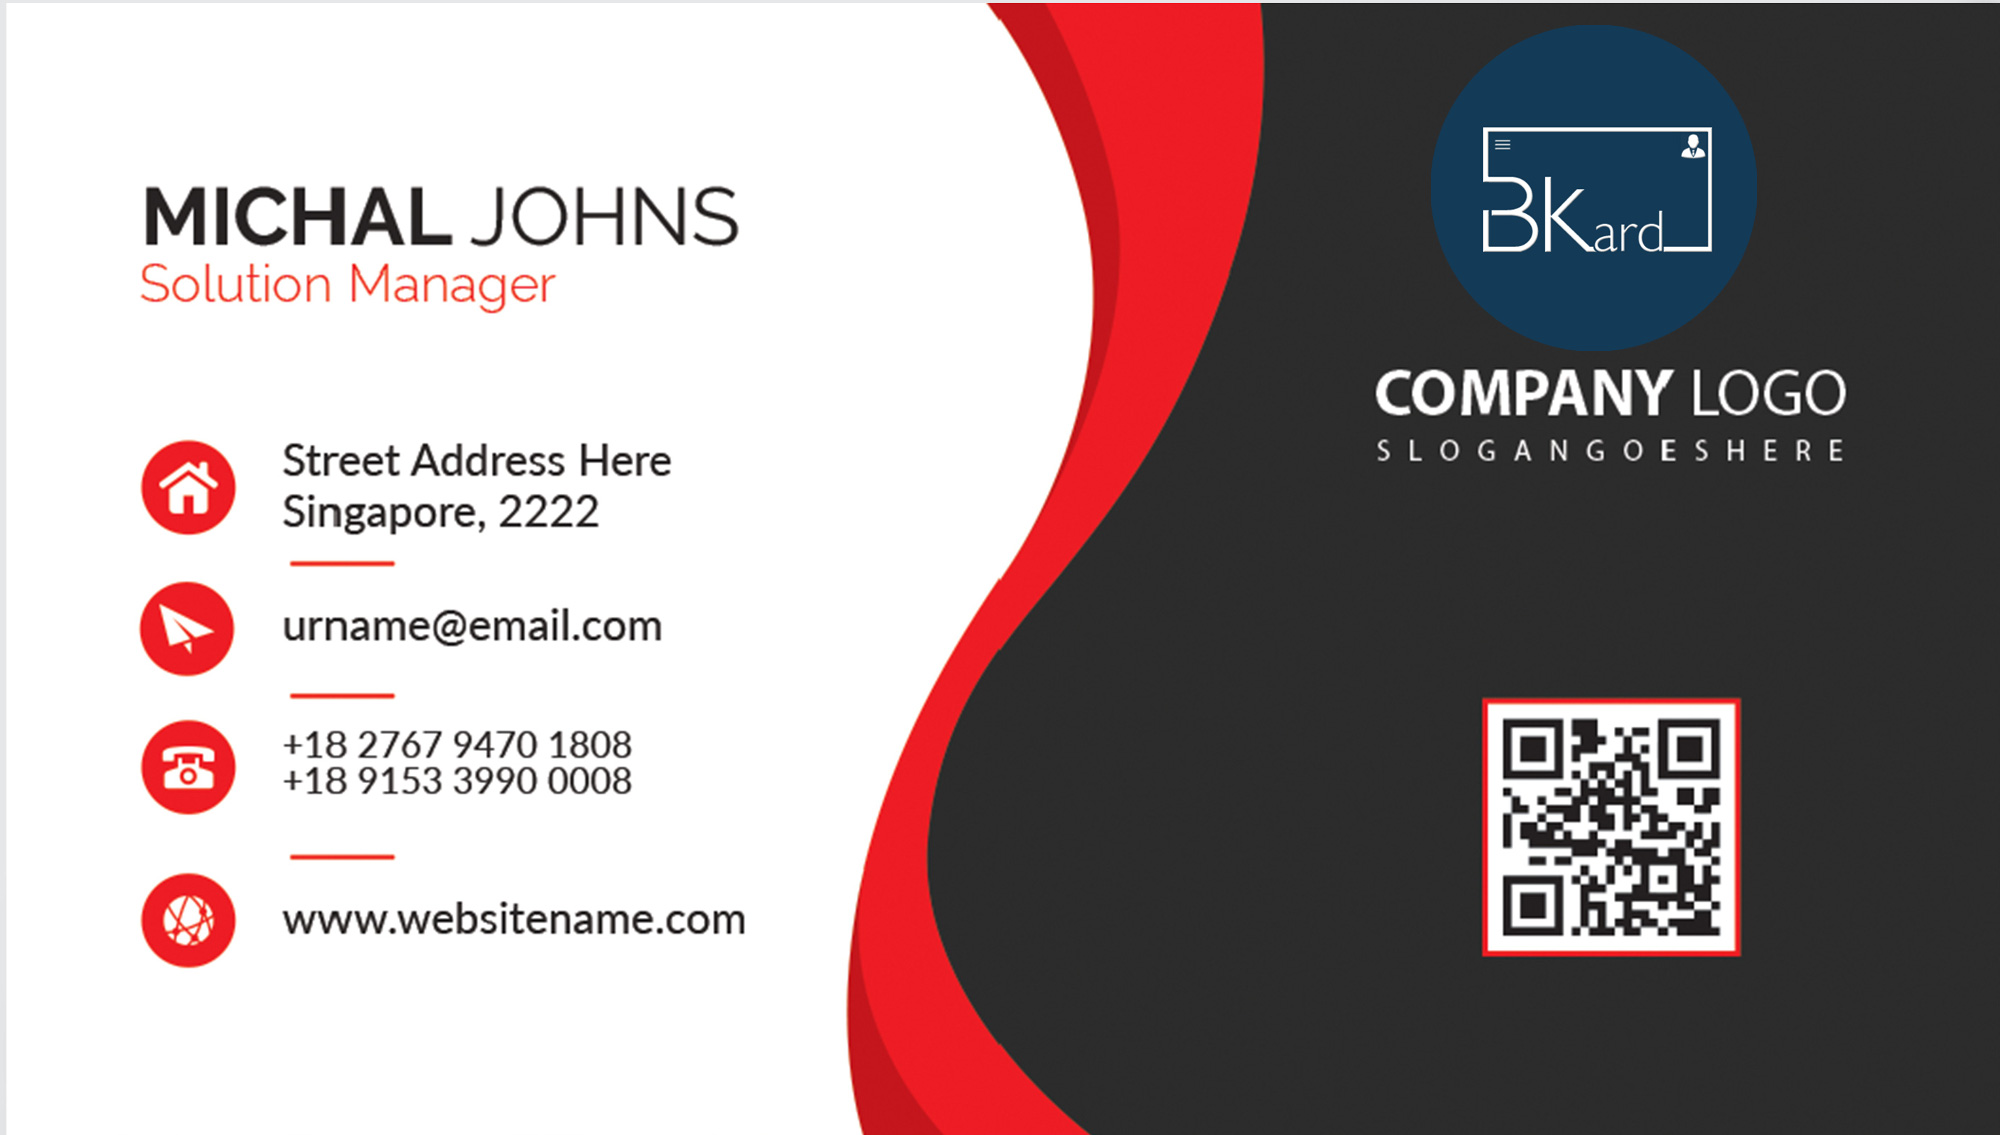 MICHAL JOHNS
Solution Manager
Street Address Here
Singapore, 2222
urname@email.com
+18 2767 9470 1808
+18 9153 3990 0008
www.websitename.com
BKard
COMPANY LOGO
SLOGANGOESHERE